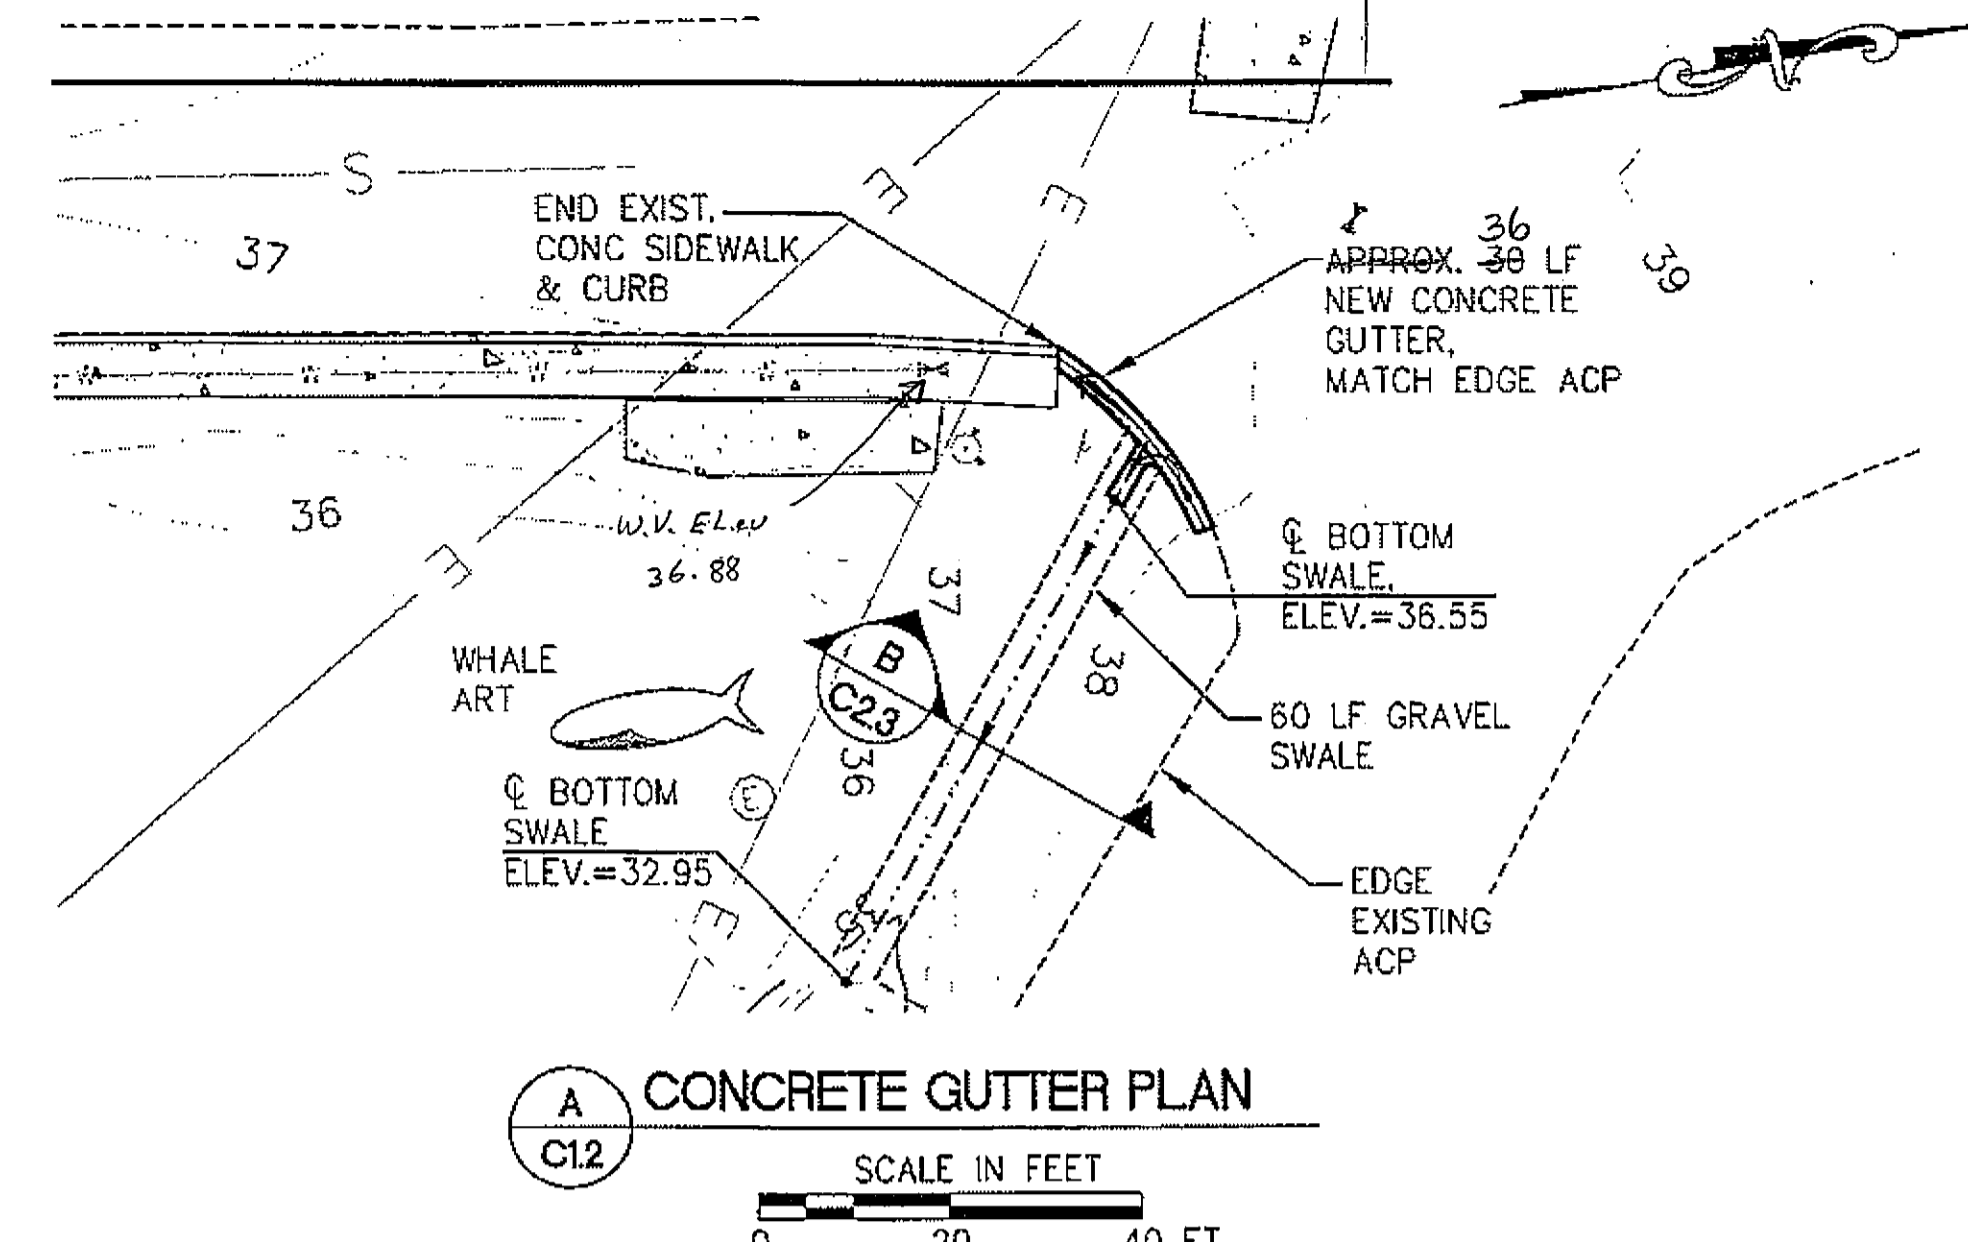 S
E
E
37
END EXIST.
CONC SIDEWALK
& CURB
36
APPROX. 30 LF
NEW CONCRETE
GUTTER,
MATCH EDGE ACP
39
36
W.V. ELev
36.88
E
37
℄ BOTTOM
SWALE,
ELEV.=36.55
38
WHALE
ART
B
C2.3
36
60 LF GRAVEL
SWALE
℄ BOTTOM
SWALE
ELEV.=32.95
E
E
35
EDGE
EXISTING
ACP
A
C1.2
CONCRETE GUTTER PLAN
SCALE IN FEET
0 20 40 FT